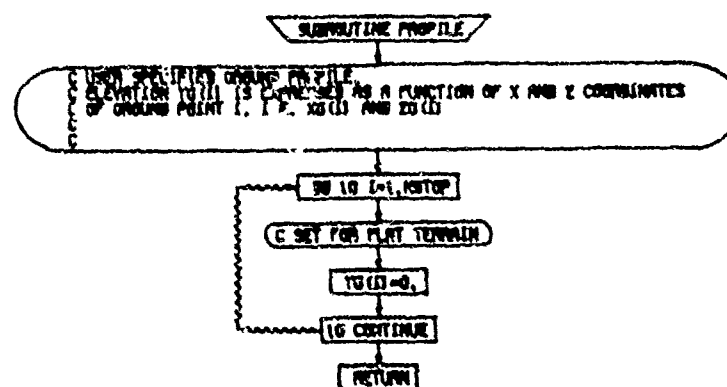 SUBROUTINE PROFILE
C USER SPECIFIED GROUND PROFILE.
C ELEVATION YG(I) IS EXPRESSED AS A FUNCTION OF X AND Z COORDINATES
C OF GROUND POINT I, I.E. XG(I) AND ZG(I)
C
C
DO 10 I=1,NSTOP
C SET FOR FLAT TERRAIN
YG(I)=0.
10 CONTINUE
RETURN